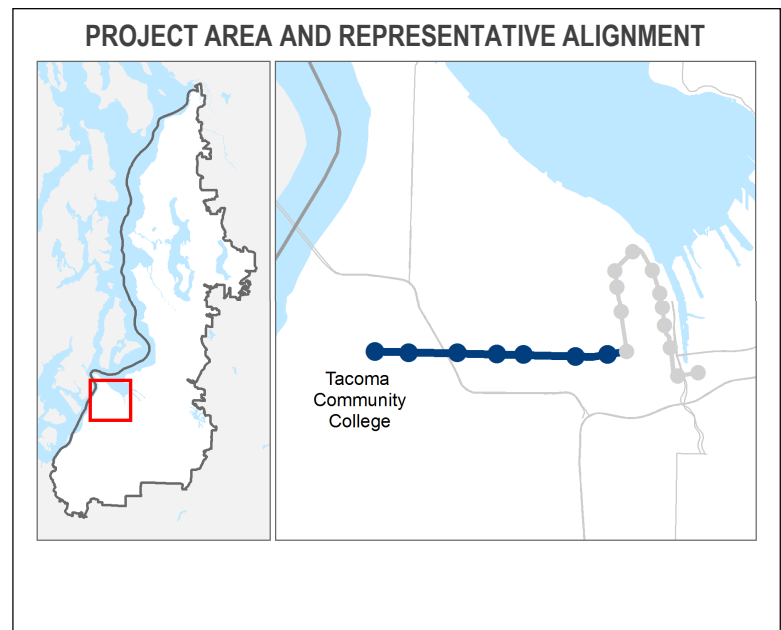 PROJECT AREA AND REPRESENTATIVE ALIGNMENT
Tacoma
Community
College